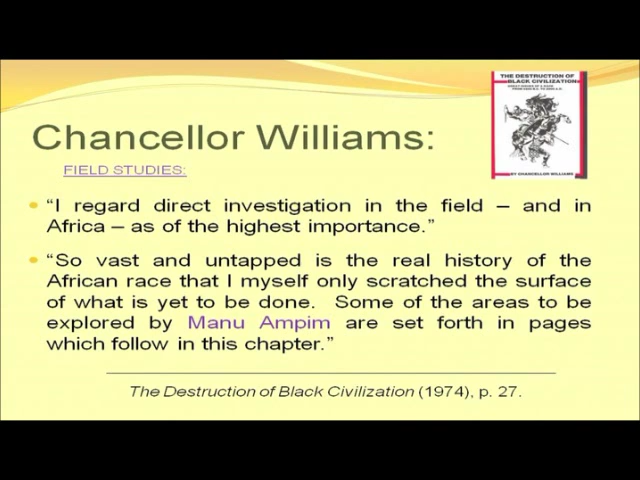 THE DESTRUCTION OF
BLACK CIVILIZATION
Chancellor Williams:
BY CHANCELLOR WILLIAMS
FIELD STUDIES:
“I regard direct investigation in the field – and in
Africa – as of the highest importance.”
“So vast and untapped is the real history of the
African race that I myself only scratched the surface
of what is yet to be done. Some of the areas to be
explored by Manu Ampim are set forth in pages
which follow in this chapter.”
The Destruction of Black Civilization (1974), p. 27.